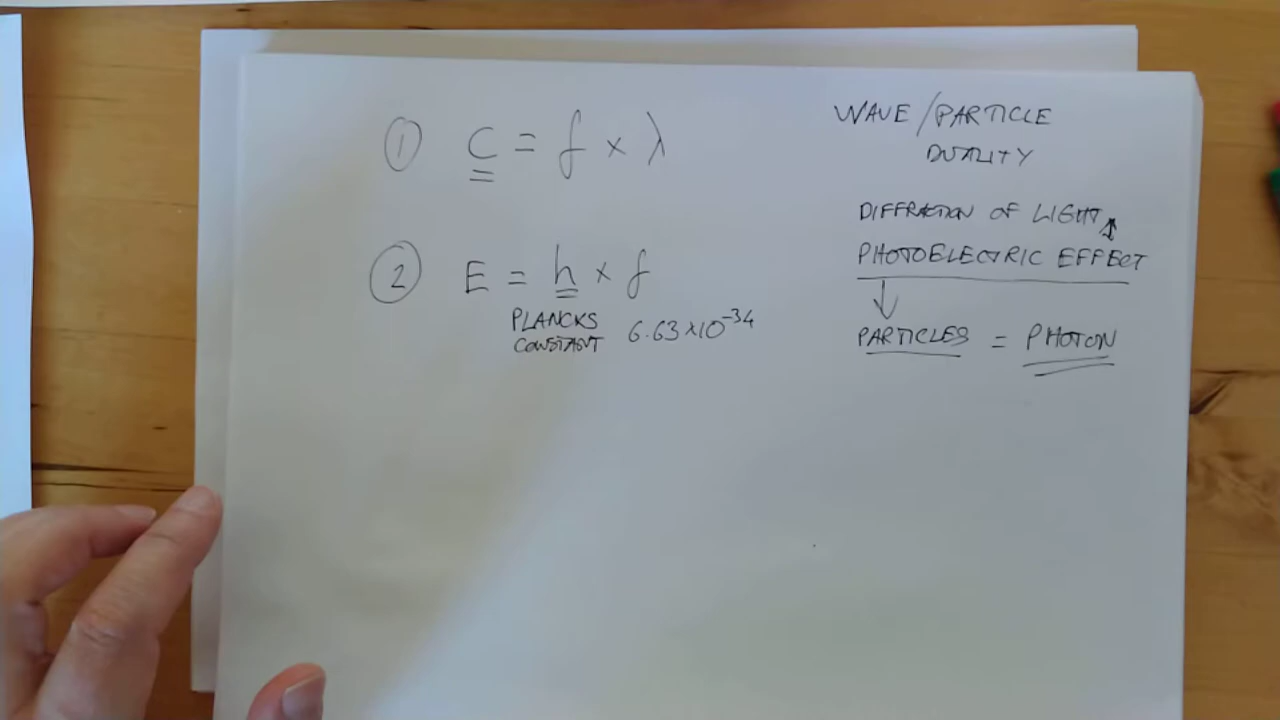 ① C = f × λ
② E = h × f
PLANCKS
CONSTANT 6.63×10⁻³⁴
WAVE/PARTICLE
DUALITY
DIFFRACTION OF LIGHT
PHOTOELECTRIC EFFECT
↓
PARTICLES = PHOTON